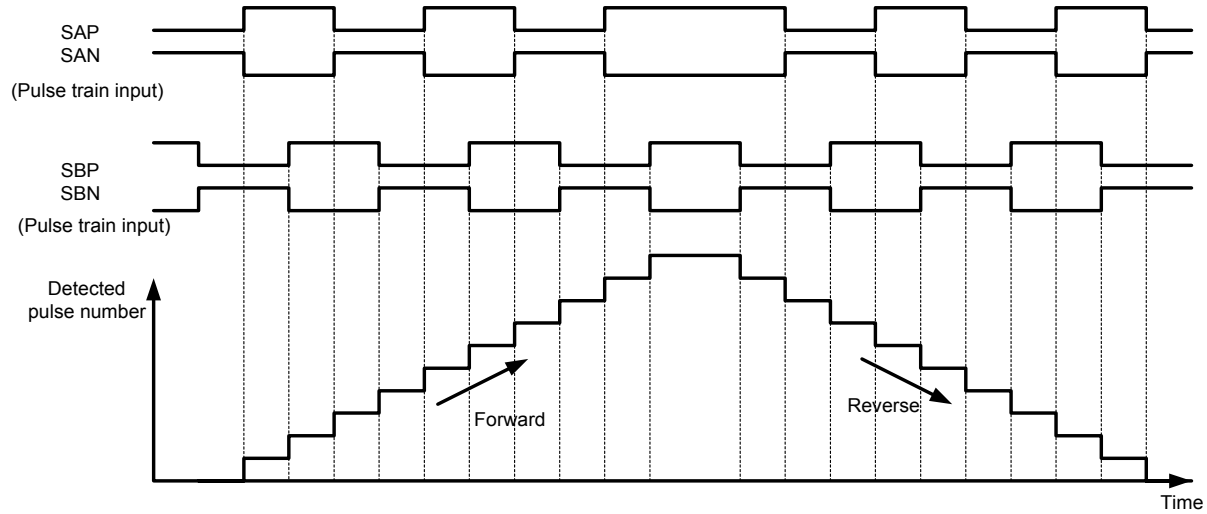 SAP
SAN
(Pulse train input)
SBP
SBN
(Pulse train input)
Detected
pulse number
Forward
Reverse
Time